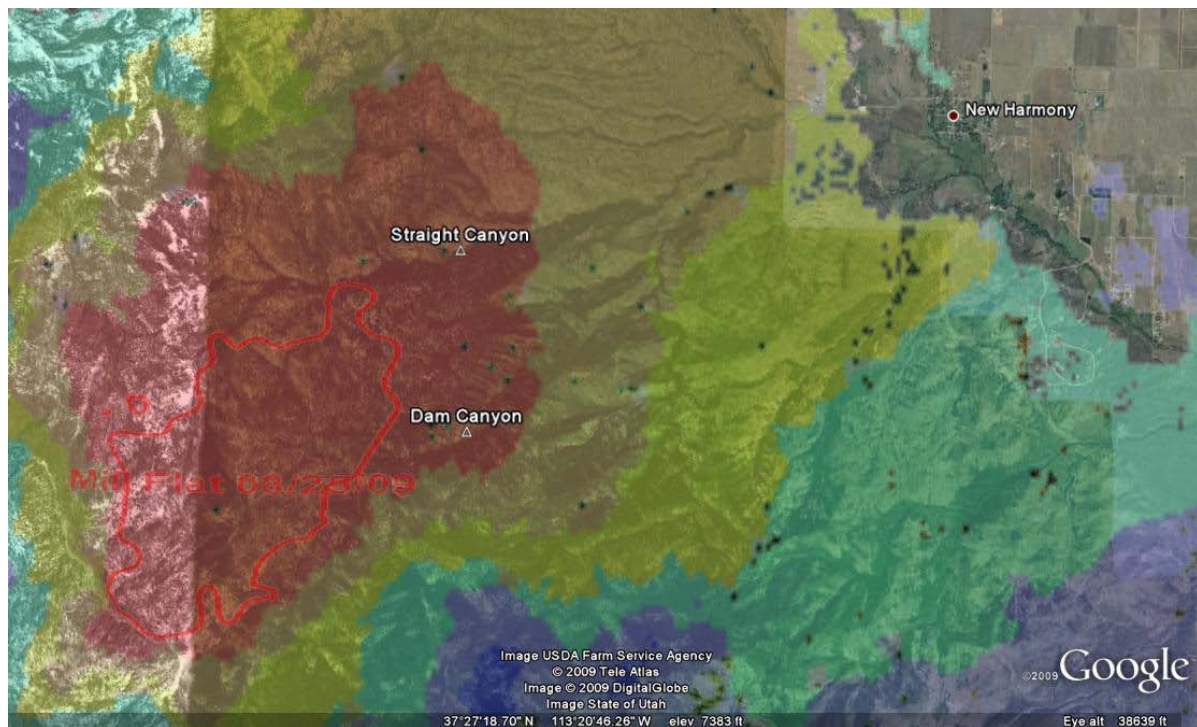 New Harmony
Straight Canyon
Dam Canyon
Mill Flat 08/28/09
Image USDA Farm Service Agency
© 2009 Tele Atlas
Image © 2009 DigitalGlobe
Image State of Utah
©2009 Google
37°27'18.70" N 113°20'46.26" W elev 7383 ft
Eye alt 38639 ft